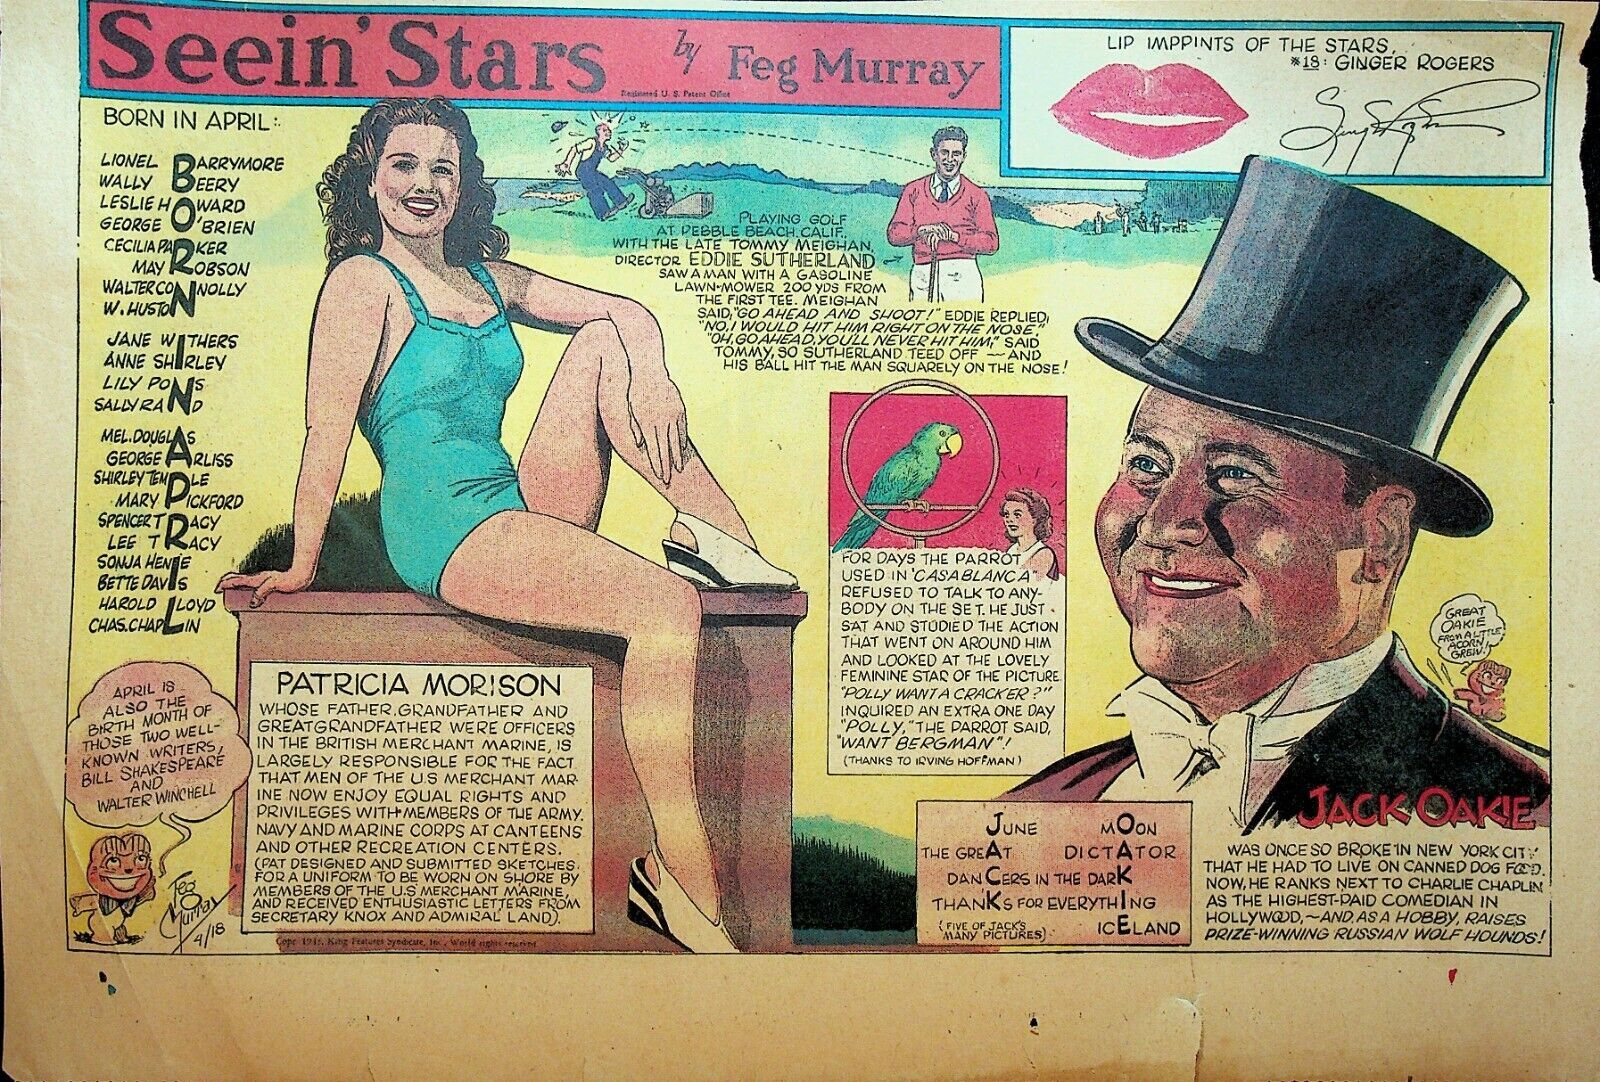 Seein' Stars by Feg Murray
Registered U. S. Patent Office
LIP IMPPINTS OF THE STARS,
#18: GINGER ROGERS
BORN IN APRIL:
LIONEL BARRYMORE
WALLY BEERY
LESLIE HOWARD
GEORGE O'BRIEN
CECILIA PARKER
MAY ROBSON
WALTER CONNOLLY
W. HUSTON
JANE WITHERS
ANNE SHIRLEY
LILY PONS
SALLY RAND
MEL. DOUGLAS
GEORGE ARLISS
SHIRLEY TEMPLE
MARY PICKFORD
SPENCER TRACY
LEE TRACY
SONJA HENIE
BETTE DAVIS
HAROLD LLOYD
CHAS. CHAPLIN
APRIL IS
ALSO THE
BIRTH MONTH OF
THOSE TWO WELL-
KNOWN WRITERS,
BILL SHAKESPEARE
AND
WALTER WINCHELL
Feg
Murray
4/18
PATRICIA MORISON
WHOSE FATHER, GRANDFATHER AND
GREATGRANDFATHER WERE OFFICERS
IN THE BRITISH MERCHANT MARINE, IS
LARGELY RESPONSIBLE FOR THE FACT
THAT MEN OF THE U.S MERCHANT MAR-
INE NOW ENJOY EQUAL RIGHTS AND
PRIVILEGES WITH MEMBERS OF THE ARMY,
NAVY AND MARINE CORPS AT CANTEENS
AND OTHER RECREATION CENTERS.
(PAT DESIGNED AND SUBMITTED SKETCHES
FOR A UNIFORM TO BE WORN ON SHORE BY
MEMBERS OF THE U.S MERCHANT MARINE,
AND RECEIVED ENTHUSIASTIC LETTERS FROM
SECRETARY KNOX AND ADMIRAL LAND).
King Features Syndicate, Inc., World rights reserved
PLAYING GOLF
AT PEBBLE BEACH, CALIF.,
WITH THE LATE TOMMY MEIGHAN,
DIRECTOR EDDIE SUTHERLAND
SAW A MAN WITH A GASOLINE
LAWN-MOWER 200 YDS FROM
THE FIRST TEE. MEIGHAN
SAID, "GO AHEAD AND SHOOT!" EDDIE REPLIED,
"NO, I WOULD HIT HIM RIGHT ON THE NOSE."
"OH, GO AHEAD, YOU'LL NEVER HIT HIM," SAID
TOMMY, SO SUTHERLAND TEED OFF — AND
HIS BALL HIT THE MAN SQUARELY ON THE NOSE!
FOR DAYS THE PARROT
USED IN 'CASABLANCA'
REFUSED TO TALK TO ANY-
BODY ON THE SET. HE JUST
SAT AND STUDIED THE ACTION
THAT WENT ON AROUND HIM
AND LOOKED AT THE LOVELY
FEMININE STAR OF THE PICTURE.
"POLLY WANT A CRACKER?"
INQUIRED AN EXTRA ONE DAY
"POLLY," THE PARROT SAID,
"WANT BERGMAN"!
(THANKS TO IRVING HOFFMAN)
JUNE MOON
THE GREAT DICTATOR
DANCERS IN THE DARK
THANKS FOR EVERYTHING
(FIVE OF JACK'S
MANY PICTURES) ICELAND
GREAT
OAKIE
FROM A LITTLE
ACORN
GREW!
JACK OAKIE
WAS ONCE SO BROKE IN NEW YORK CITY
THAT HE HAD TO LIVE ON CANNED DOG FOOD.
NOW, HE RANKS NEXT TO CHARLIE CHAPLIN
AS THE HIGHEST-PAID COMEDIAN IN
HOLLYWOOD, — AND, AS A HOBBY, RAISES
PRIZE-WINNING RUSSIAN WOLF HOUNDS!